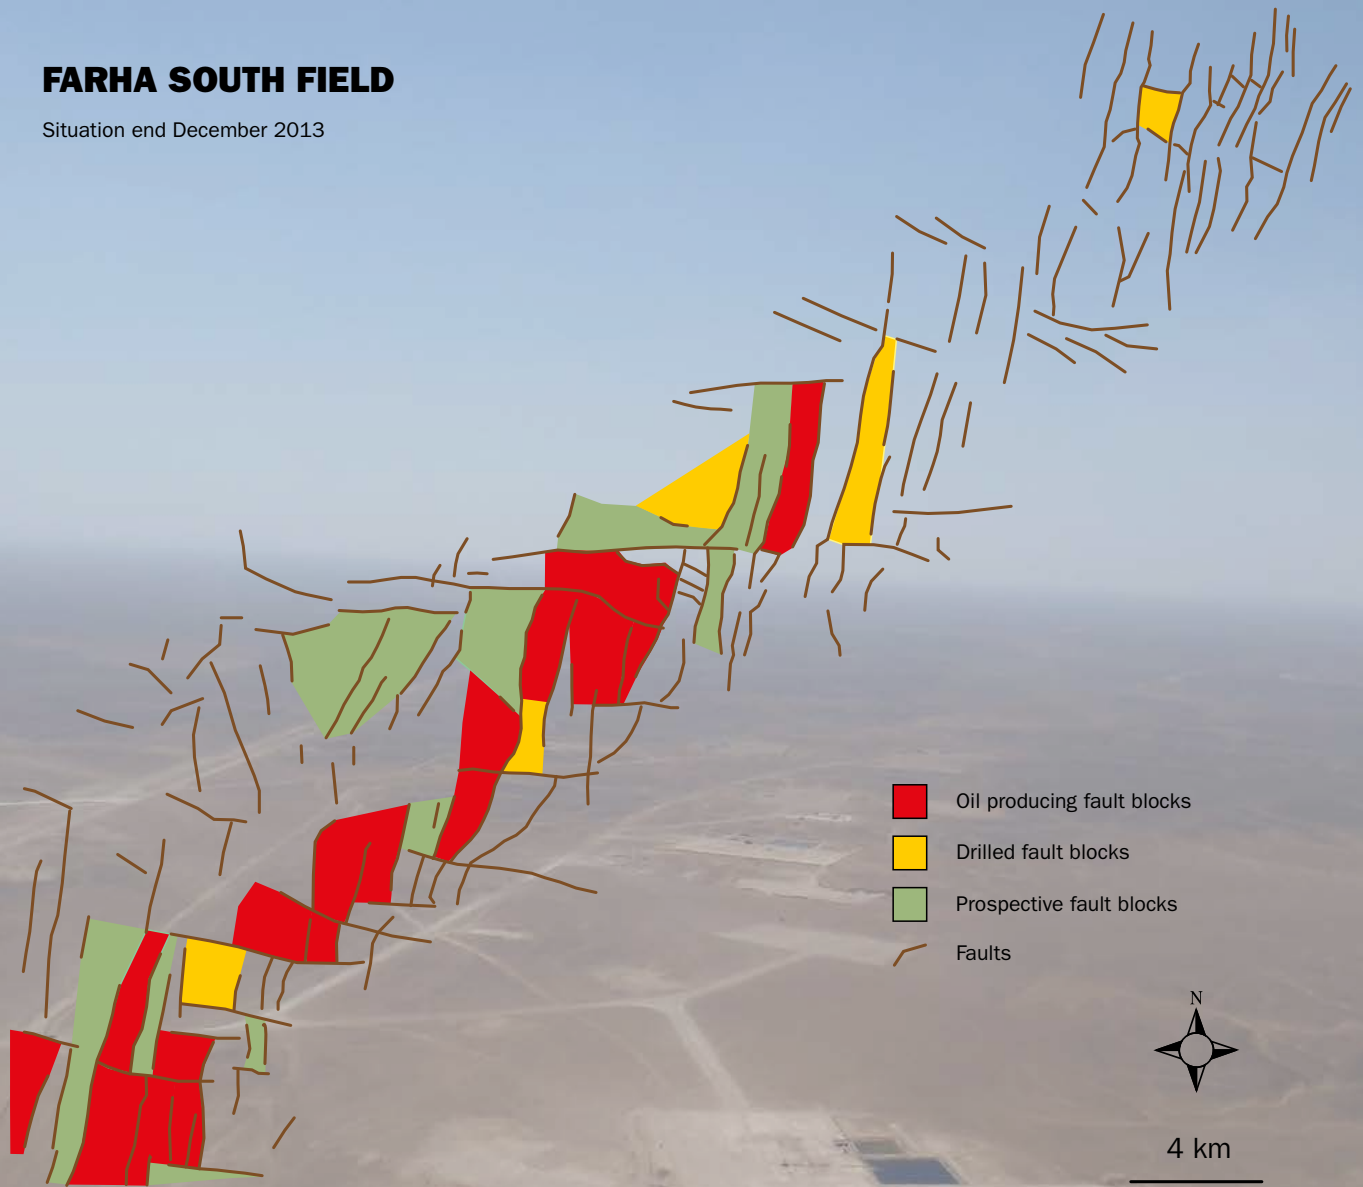 FARHA SOUTH FIELD
Situation end December 2013
Oil producing fault blocks
Drilled fault blocks
Prospective fault blocks
Faults
N
4 km